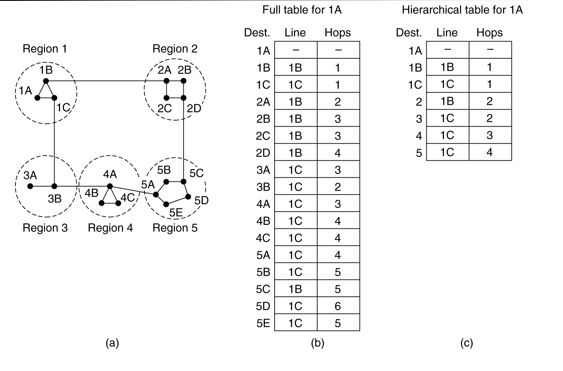 Full table for 1A
Hierarchical table for 1A
Dest. Line Hops
Dest. Line Hops
Region 1
Region 2
1B
1A
1C
2A 2B
2C 2D
3A
3B
4A
4B 4C
5B
5C
5A
5D
5E
Region 3
Region 4
Region 5
1A – –
1B 1B 1
1C 1C 1
2A 1B 2
2B 1B 3
2C 1B 3
2D 1B 4
3A 1C 3
3B 1C 2
4A 1C 3
4B 1C 4
4C 1C 4
5A 1C 4
5B 1C 5
5C 1B 5
5D 1C 6
5E 1C 5
1A – –
1B 1B 1
1C 1C 1
2 1B 2
3 1C 2
4 1C 3
5 1C 4
(a)
(b)
(c)